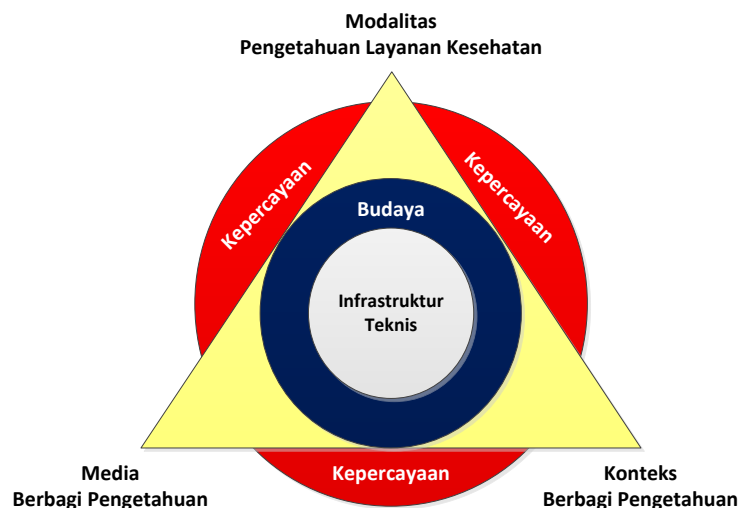 Modalitas
Pengetahuan Layanan Kesehatan
Kepercayaan
Kepercayaan
Budaya
Infrastruktur
Teknis
Kepercayaan
Media
Berbagi Pengetahuan
Konteks
Berbagi Pengetahuan